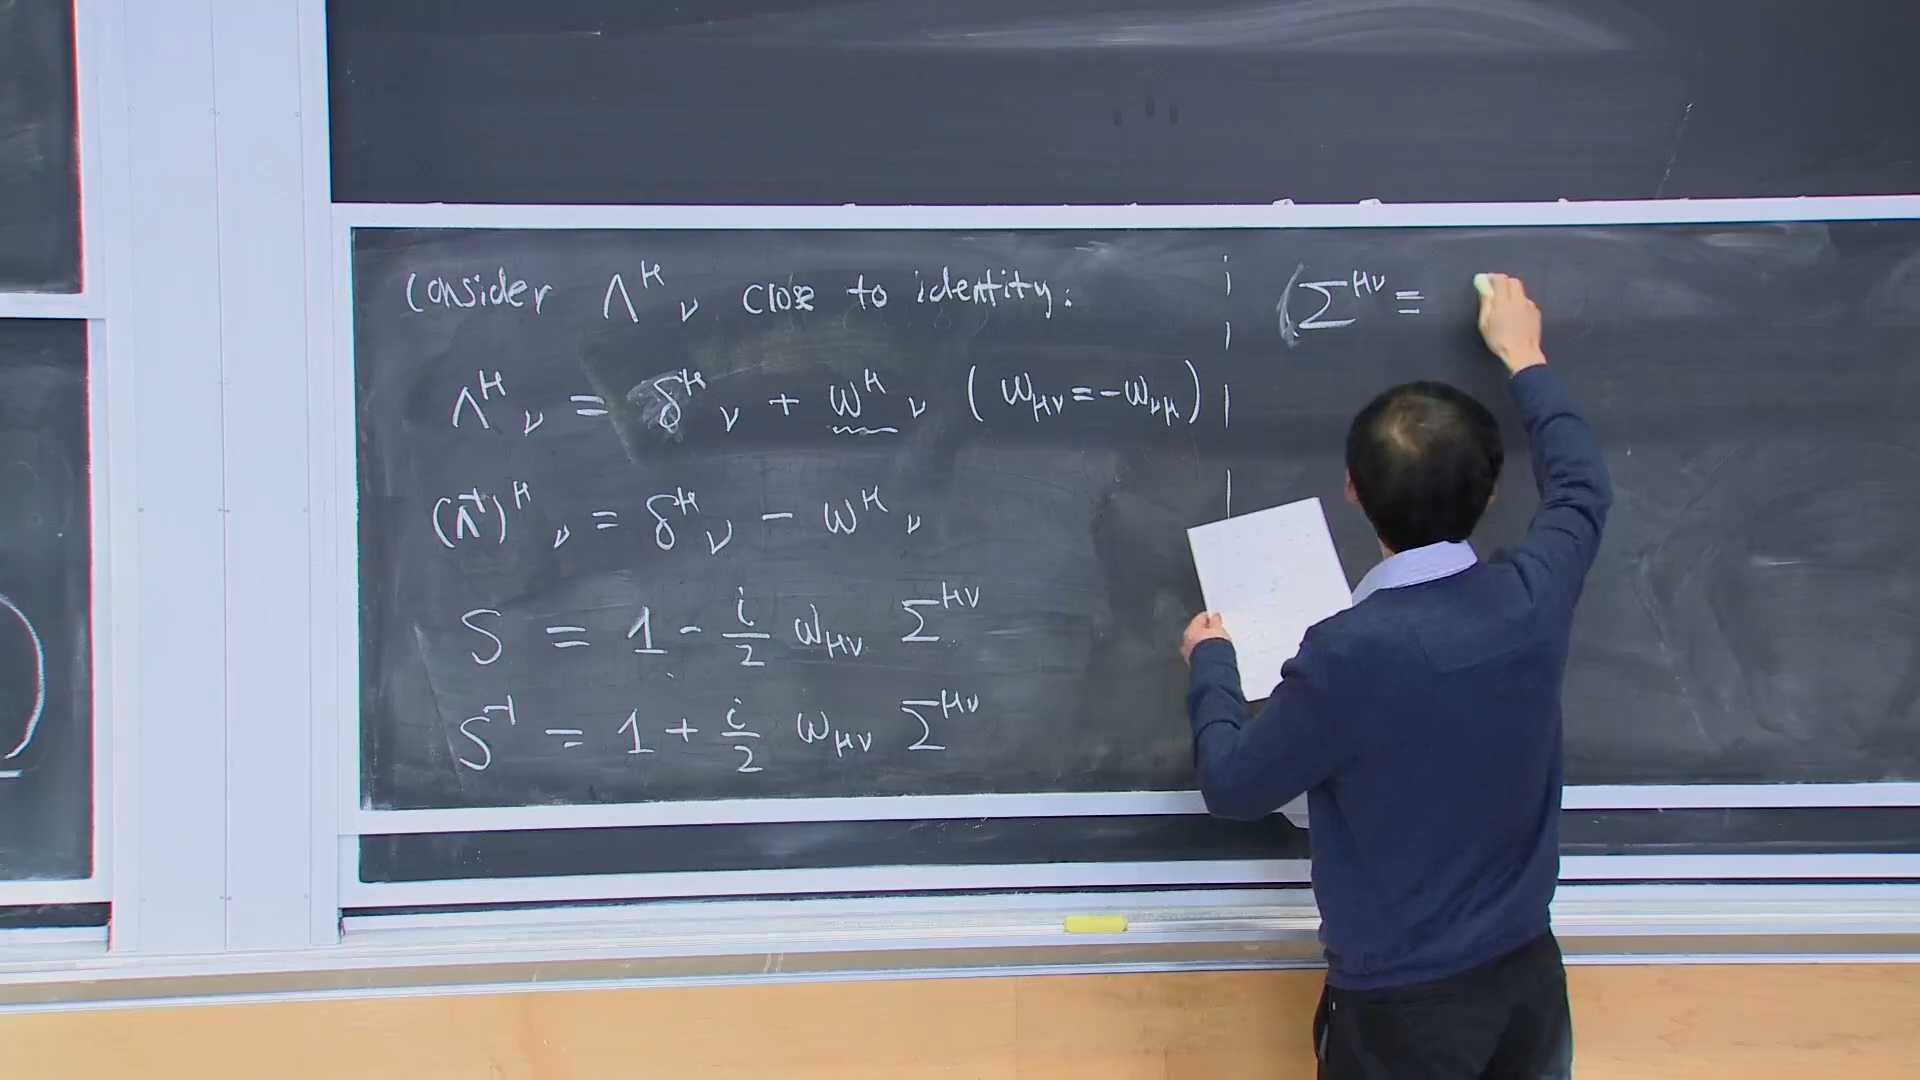 Consider Λ^μ_ν close to identity:
Λ^μ_ν = δ^μ_ν + ω^μ_ν (ω_μν = -ω_νμ)
(Λ^-1)^μ_ν = δ^μ_ν - ω^μ_ν
S = 1 - i/2 ω_μν Σ^μν
S^-1 = 1 + i/2 ω_μν Σ^μν
(Σ^μν ≡